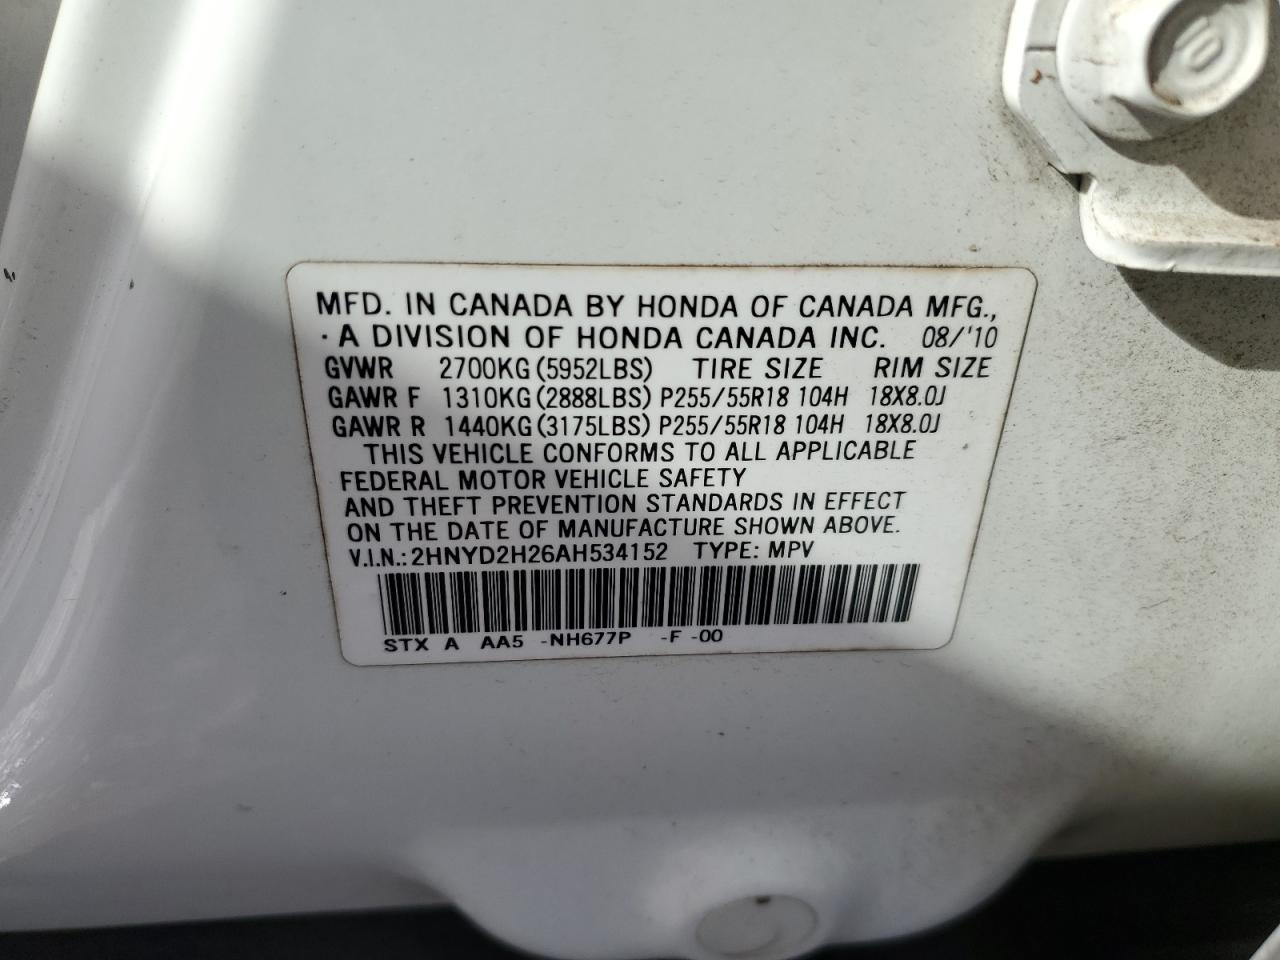 MFD. IN CANADA BY HONDA OF CANADA MFG.,
· A DIVISION OF HONDA CANADA INC. 08/'10
GVWR 2700KG (5952LBS) TIRE SIZE RIM SIZE
GAWR F 1310KG (2888LBS) P255/55R18 104H 18X8.0J
GAWR R 1440KG (3175LBS) P255/55R18 104H 18X8.0J
THIS VEHICLE CONFORMS TO ALL APPLICABLE
FEDERAL MOTOR VEHICLE SAFETY
AND THEFT PREVENTION STANDARDS IN EFFECT
ON THE DATE OF MANUFACTURE SHOWN ABOVE.
V.I.N.: 2HNYD2H26AH534152 TYPE: MPV
STX A AA5 -NH677P -F -00